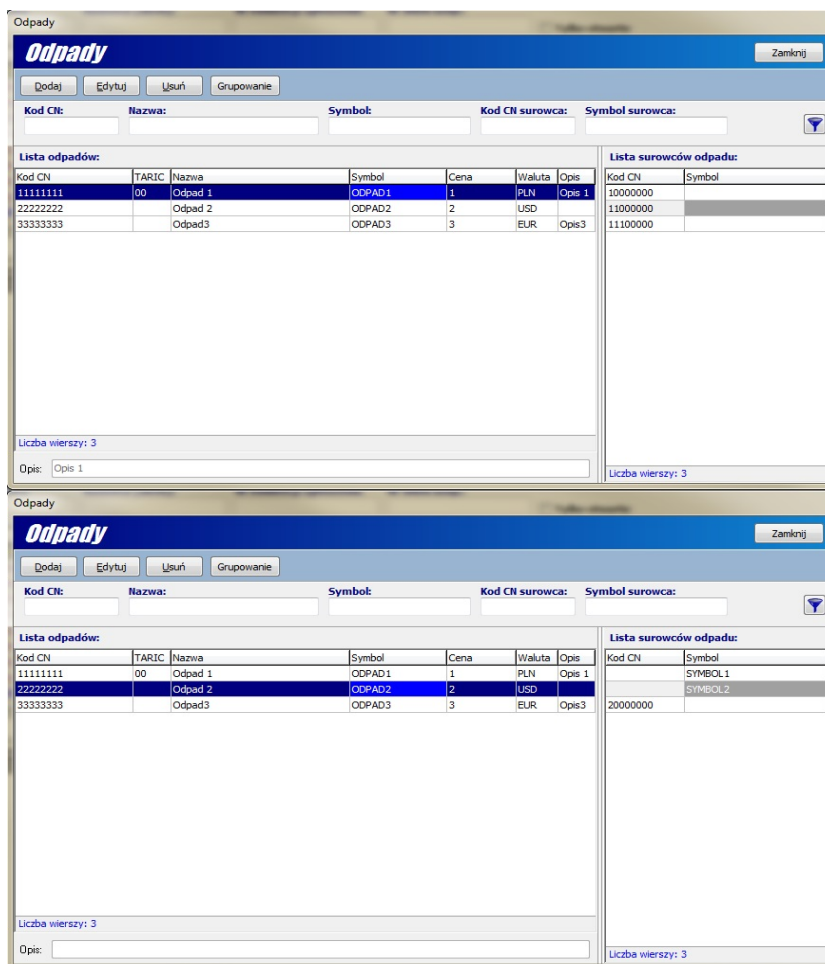 Odpady
Odpady Zamknij
Dodaj Edytuj Usuń Grupowanie
Kod CN: Nazwa: Symbol: Kod CN surowca: Symbol surowca:
Lista odpadów: Lista surowców odpadu:
Kod CN TARIC Nazwa Symbol Cena Waluta Opis Kod CN Symbol
11111111 00 Odpad 1 ODPAD1 1 PLN Opis 1 10000000
22222222 Odpad 2 ODPAD2 2 USD 11000000
33333333 Odpad3 ODPAD3 3 EUR Opis3 11100000
Liczba wierszy: 3
Opis: Opis 1
Liczba wierszy: 3
Odpady
Odpady Zamknij
Dodaj Edytuj Usuń Grupowanie
Kod CN: Nazwa: Symbol: Kod CN surowca: Symbol surowca:
Lista odpadów: Lista surowców odpadu:
Kod CN TARIC Nazwa Symbol Cena Waluta Opis Kod CN Symbol
11111111 00 Odpad 1 ODPAD1 1 PLN Opis 1 SYMBOL1
22222222 Odpad 2 ODPAD2 2 USD SYMBOL2
33333333 Odpad3 ODPAD3 3 EUR Opis3 20000000
Liczba wierszy: 3
Opis:
Liczba wierszy: 3